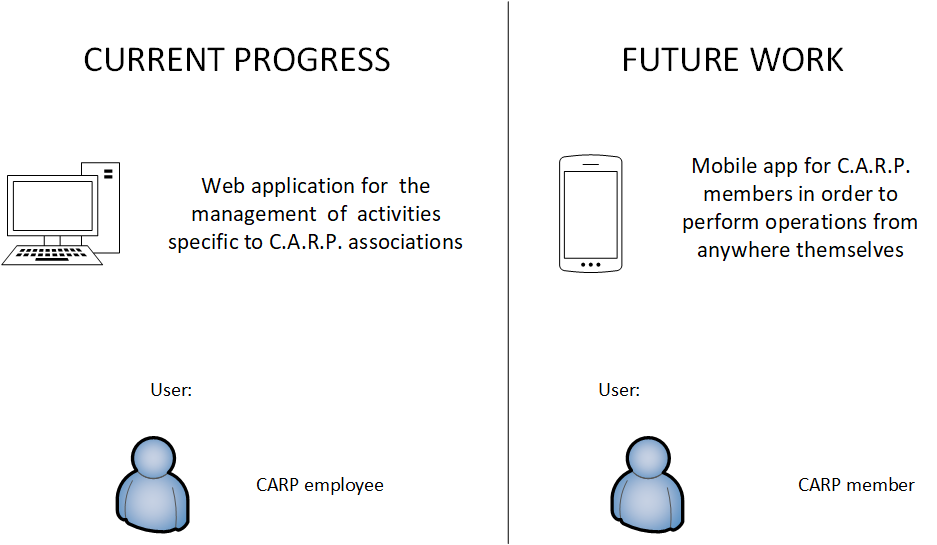 CURRENT PROGRESS
Web application for the
management of activities
specific to C.A.R.P. associations
User:
CARP employee
FUTURE WORK
Mobile app for C.A.R.P.
members in order to
perform operations from
anywhere themselves
User:
CARP member